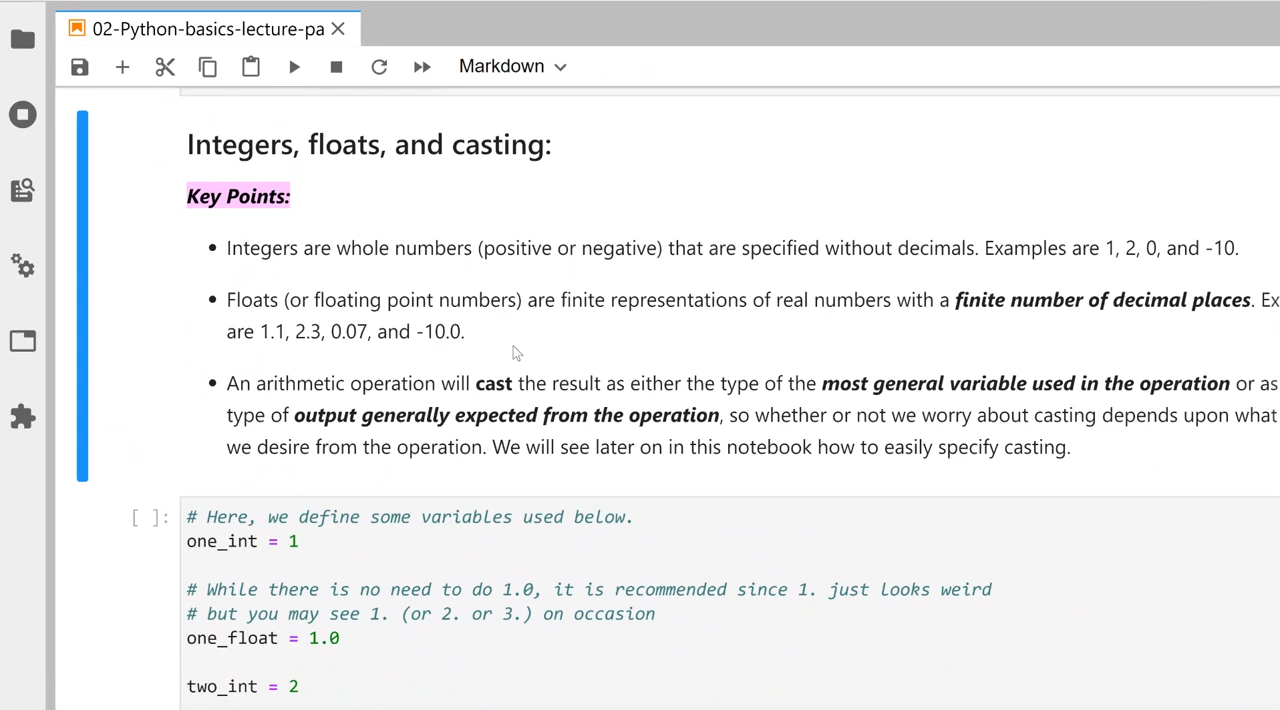 02-Python-basics-lecture-pa
Markdown
Integers, floats, and casting:
Key Points:
• Integers are whole numbers (positive or negative) that are specified without decimals. Examples are 1, 2, 0, and -10.
• Floats (or floating point numbers) are finite representations of real numbers with a finite number of decimal places. Ex
are 1.1, 2.3, 0.07, and -10.0.
• An arithmetic operation will cast the result as either the type of the most general variable used in the operation or as
type of output generally expected from the operation, so whether or not we worry about casting depends upon what
we desire from the operation. We will see later on in this notebook how to easily specify casting.
[ ]: # Here, we define some variables used below.
one_int = 1
# While there is no need to do 1.0, it is recommended since 1. just looks weird
# but you may see 1. (or 2. or 3.) on occasion
one_float = 1.0
two_int = 2